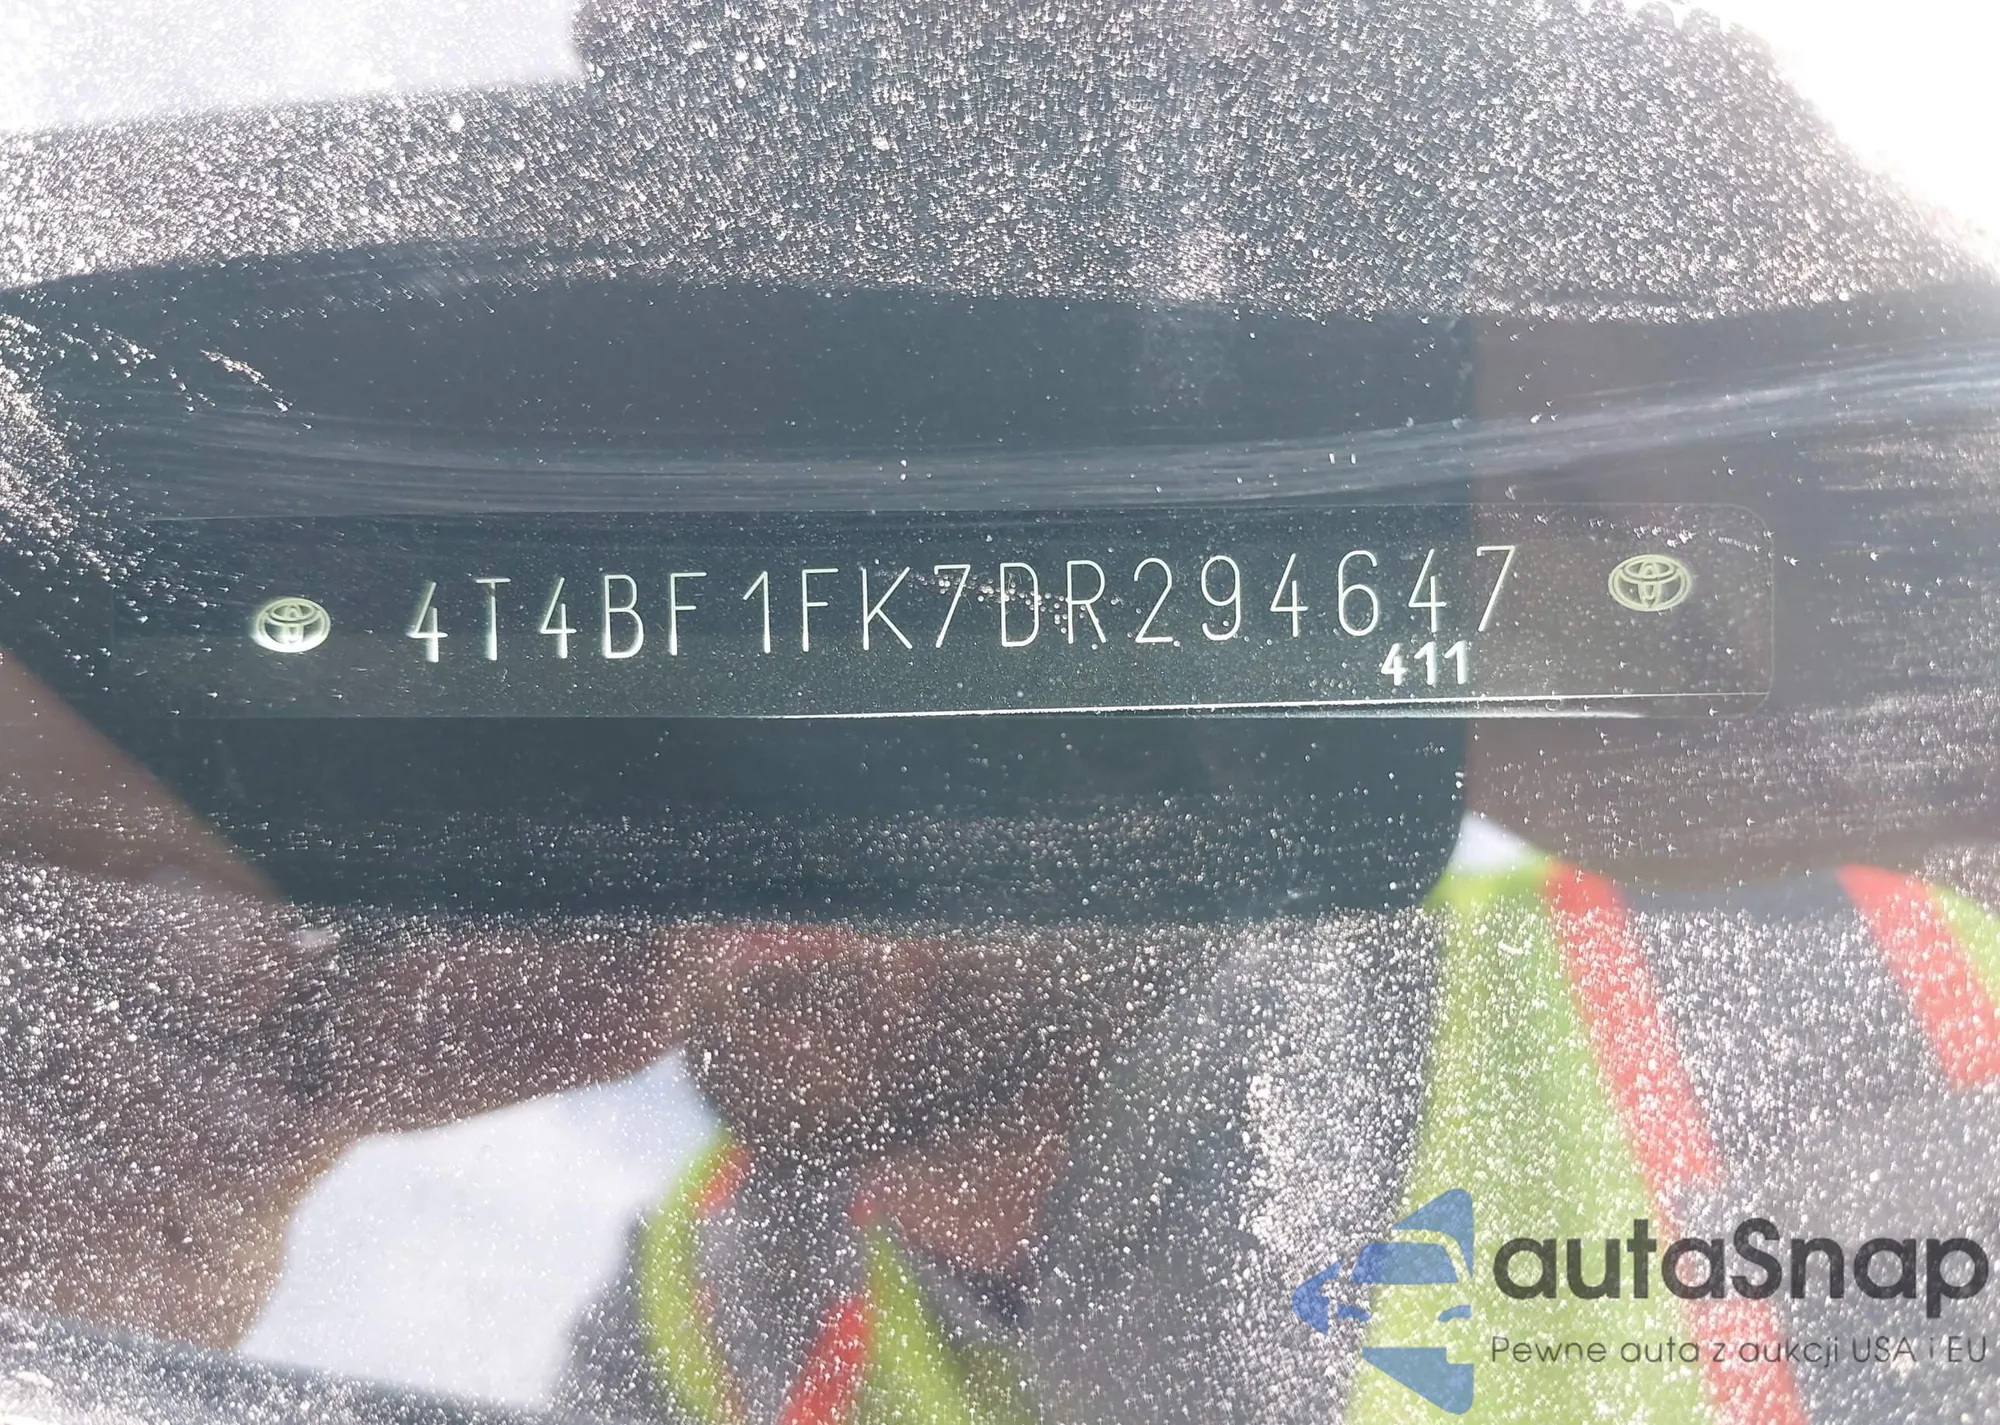 4T4BF1FK7DR294647
411
autaSnap
Pewne auta z aukcji USA i EU